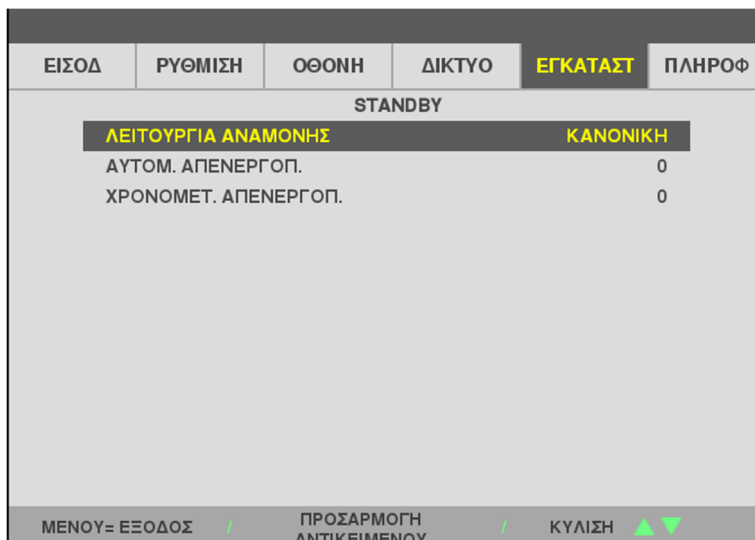 ΕΙΣΟΔ ΡΥΘΜΙΣΗ ΟΘΟΝΗ ΔΙΚΤΥΟ ΕΓΚΑΤΑΣΤ ΠΛΗΡΟΦ
STANDBY
ΛΕΙΤΟΥΡΓΙΑ ΑΝΑΜΟΝΗΣ ΚΑΝΟΝΙΚΗ
ΑΥΤΟΜ. ΑΠΕΝΕΡΓΟΠ. 0
ΧΡΟΝΟΜΕΤ. ΑΠΕΝΕΡΓΟΠ. 0
ΜΕΝΟΥ= ΕΞΟΔΟΣ / ΠΡΟΣΑΡΜΟΓΗ ΑΝΤΙΚΕΙΜΕΝΟΥ / ΚΥΛΙΣΗ